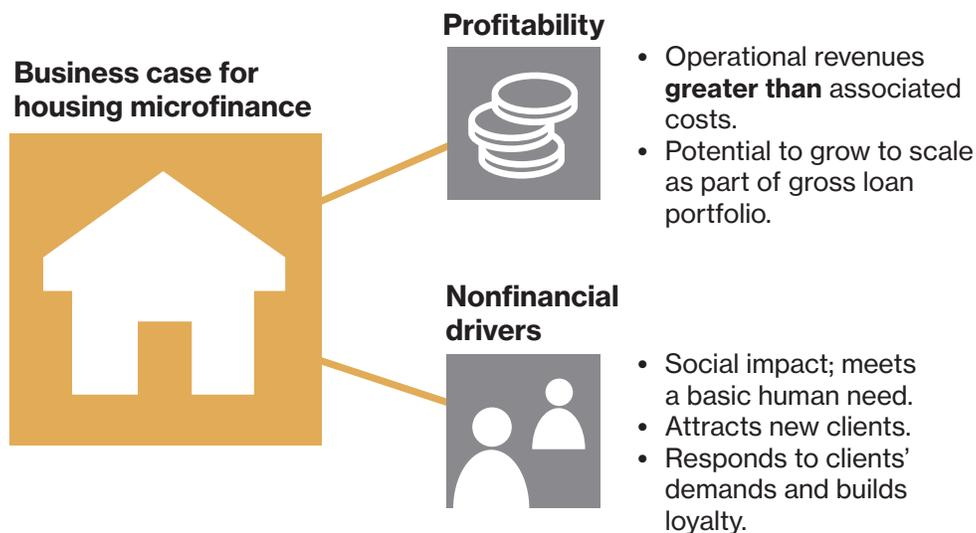 Business case for
housing microfinance
Profitability
• Operational revenues
greater than associated
costs.
• Potential to grow to scale
as part of gross loan
portfolio.
Nonfinancial
drivers
• Social impact; meets
a basic human need.
• Attracts new clients.
• Responds to clients’
demands and builds
loyalty.